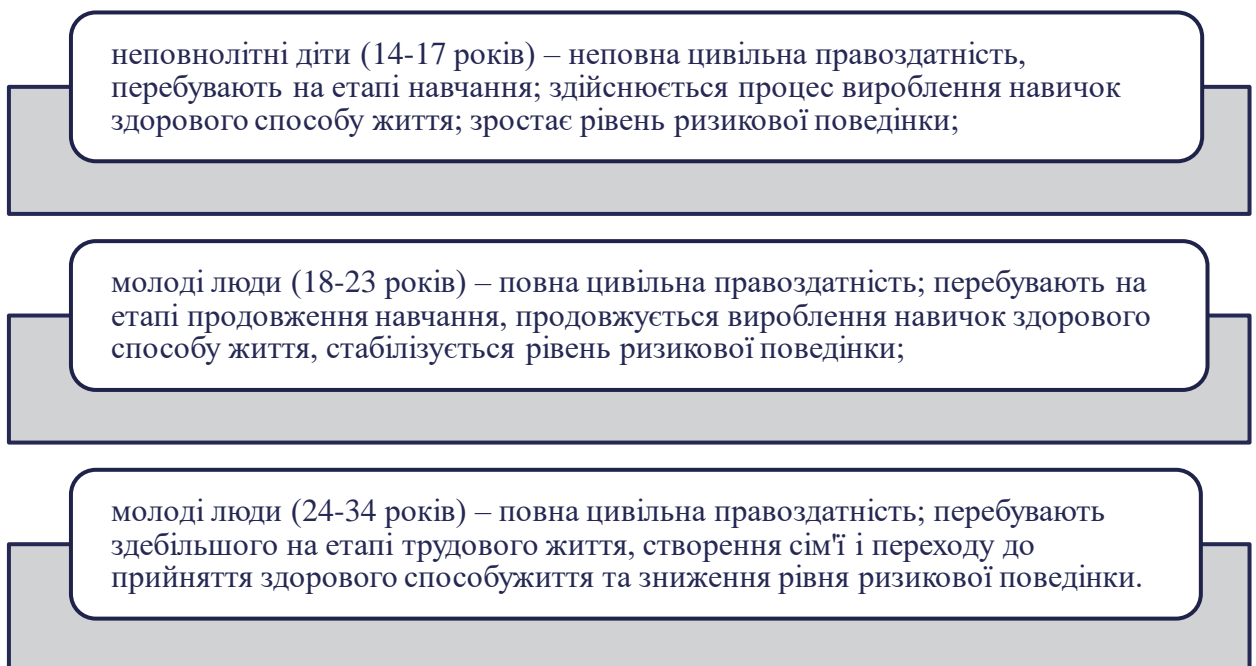 неповнолітні діти (14-17 років) – неповна цивільна правоздатність,
перебувають на етапі навчання; здійснюється процес вироблення навичок
здорового способу життя; зростає рівень ризикової поведінки;
молоді люди (18-23 років) – повна цивільна правоздатність; перебувають на
етапі продовження навчання, продовжується вироблення навичок здорового
способу життя, стабілізується рівень ризикової поведінки;
молоді люди (24-34 років) – повна цивільна правоздатність; перебувають
здебільшого на етапі трудового життя, створення сім'ї і переходу до
прийняття здорового способужиття та зниження рівня ризикової поведінки.